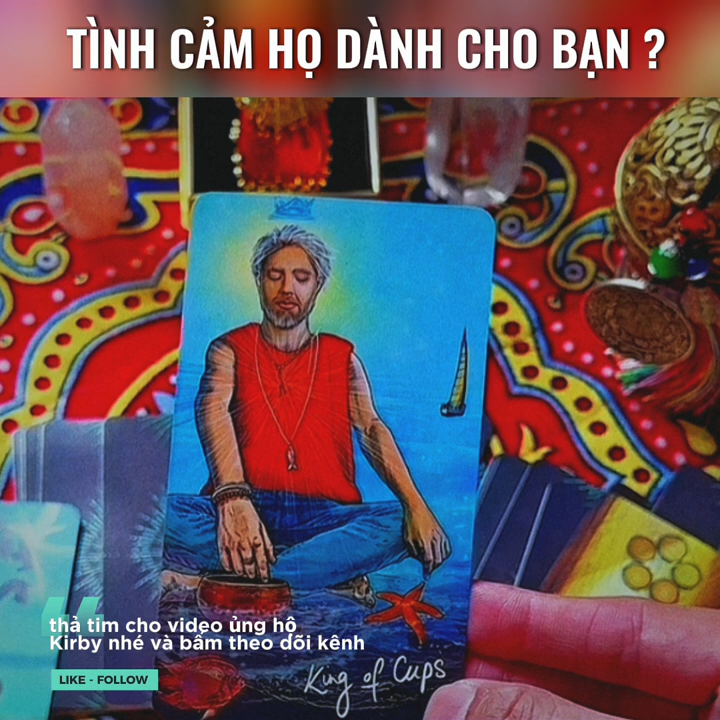 TÌNH CẢM HỌ DÀNH CHO BẠN ?
thả tim cho video ủng hộ
Kirby nhé và bấm theo dõi kênh
LIKE - FOLLOW
King of Cups